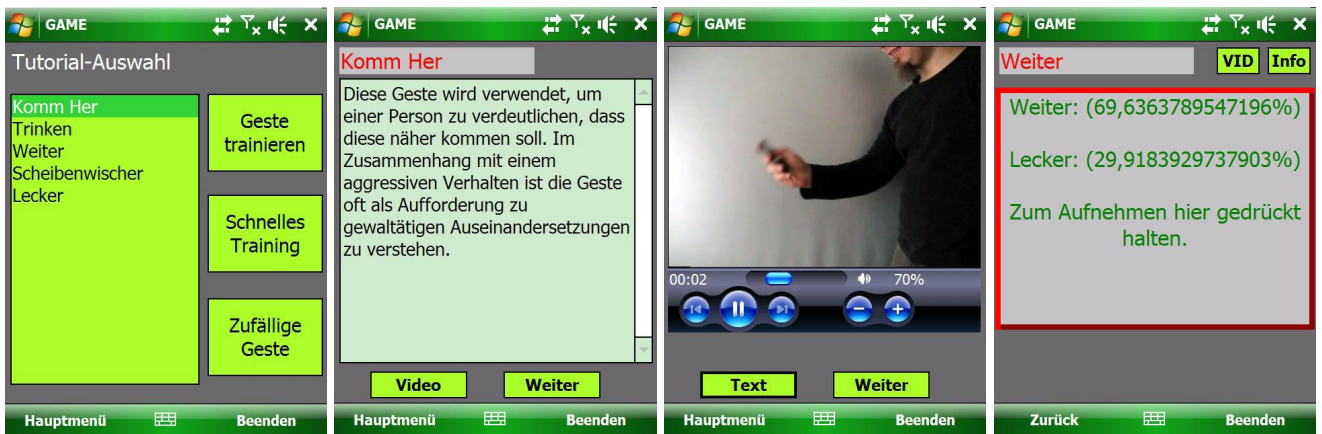 GAME
Tutorial-Auswahl
Komm Her
Trinken
Weiter
Scheibenwischer
Lecker
Geste
trainieren
Schnelles
Training
Zufällige
Geste
Hauptmenü
Beenden
GAME
Komm Her
Diese Geste wird verwendet, um
einer Person zu verdeutlichen, dass
diese näher kommen soll. Im
Zusammenhang mit einem
aggressiven Verhalten ist die Geste
oft als Aufforderung zu
gewaltätigen Auseinandersetzungen
zu verstehen.
Video
Weiter
Hauptmenü
Beenden
GAME
00:02
70%
Text
Weiter
Hauptmenü
Beenden
GAME
Weiter
VID
Info
Weiter: (69,6363789547196%)
Lecker: (29,9183929737903%)
Zum Aufnehmen hier gedrückt
halten.
Zurück
Beenden